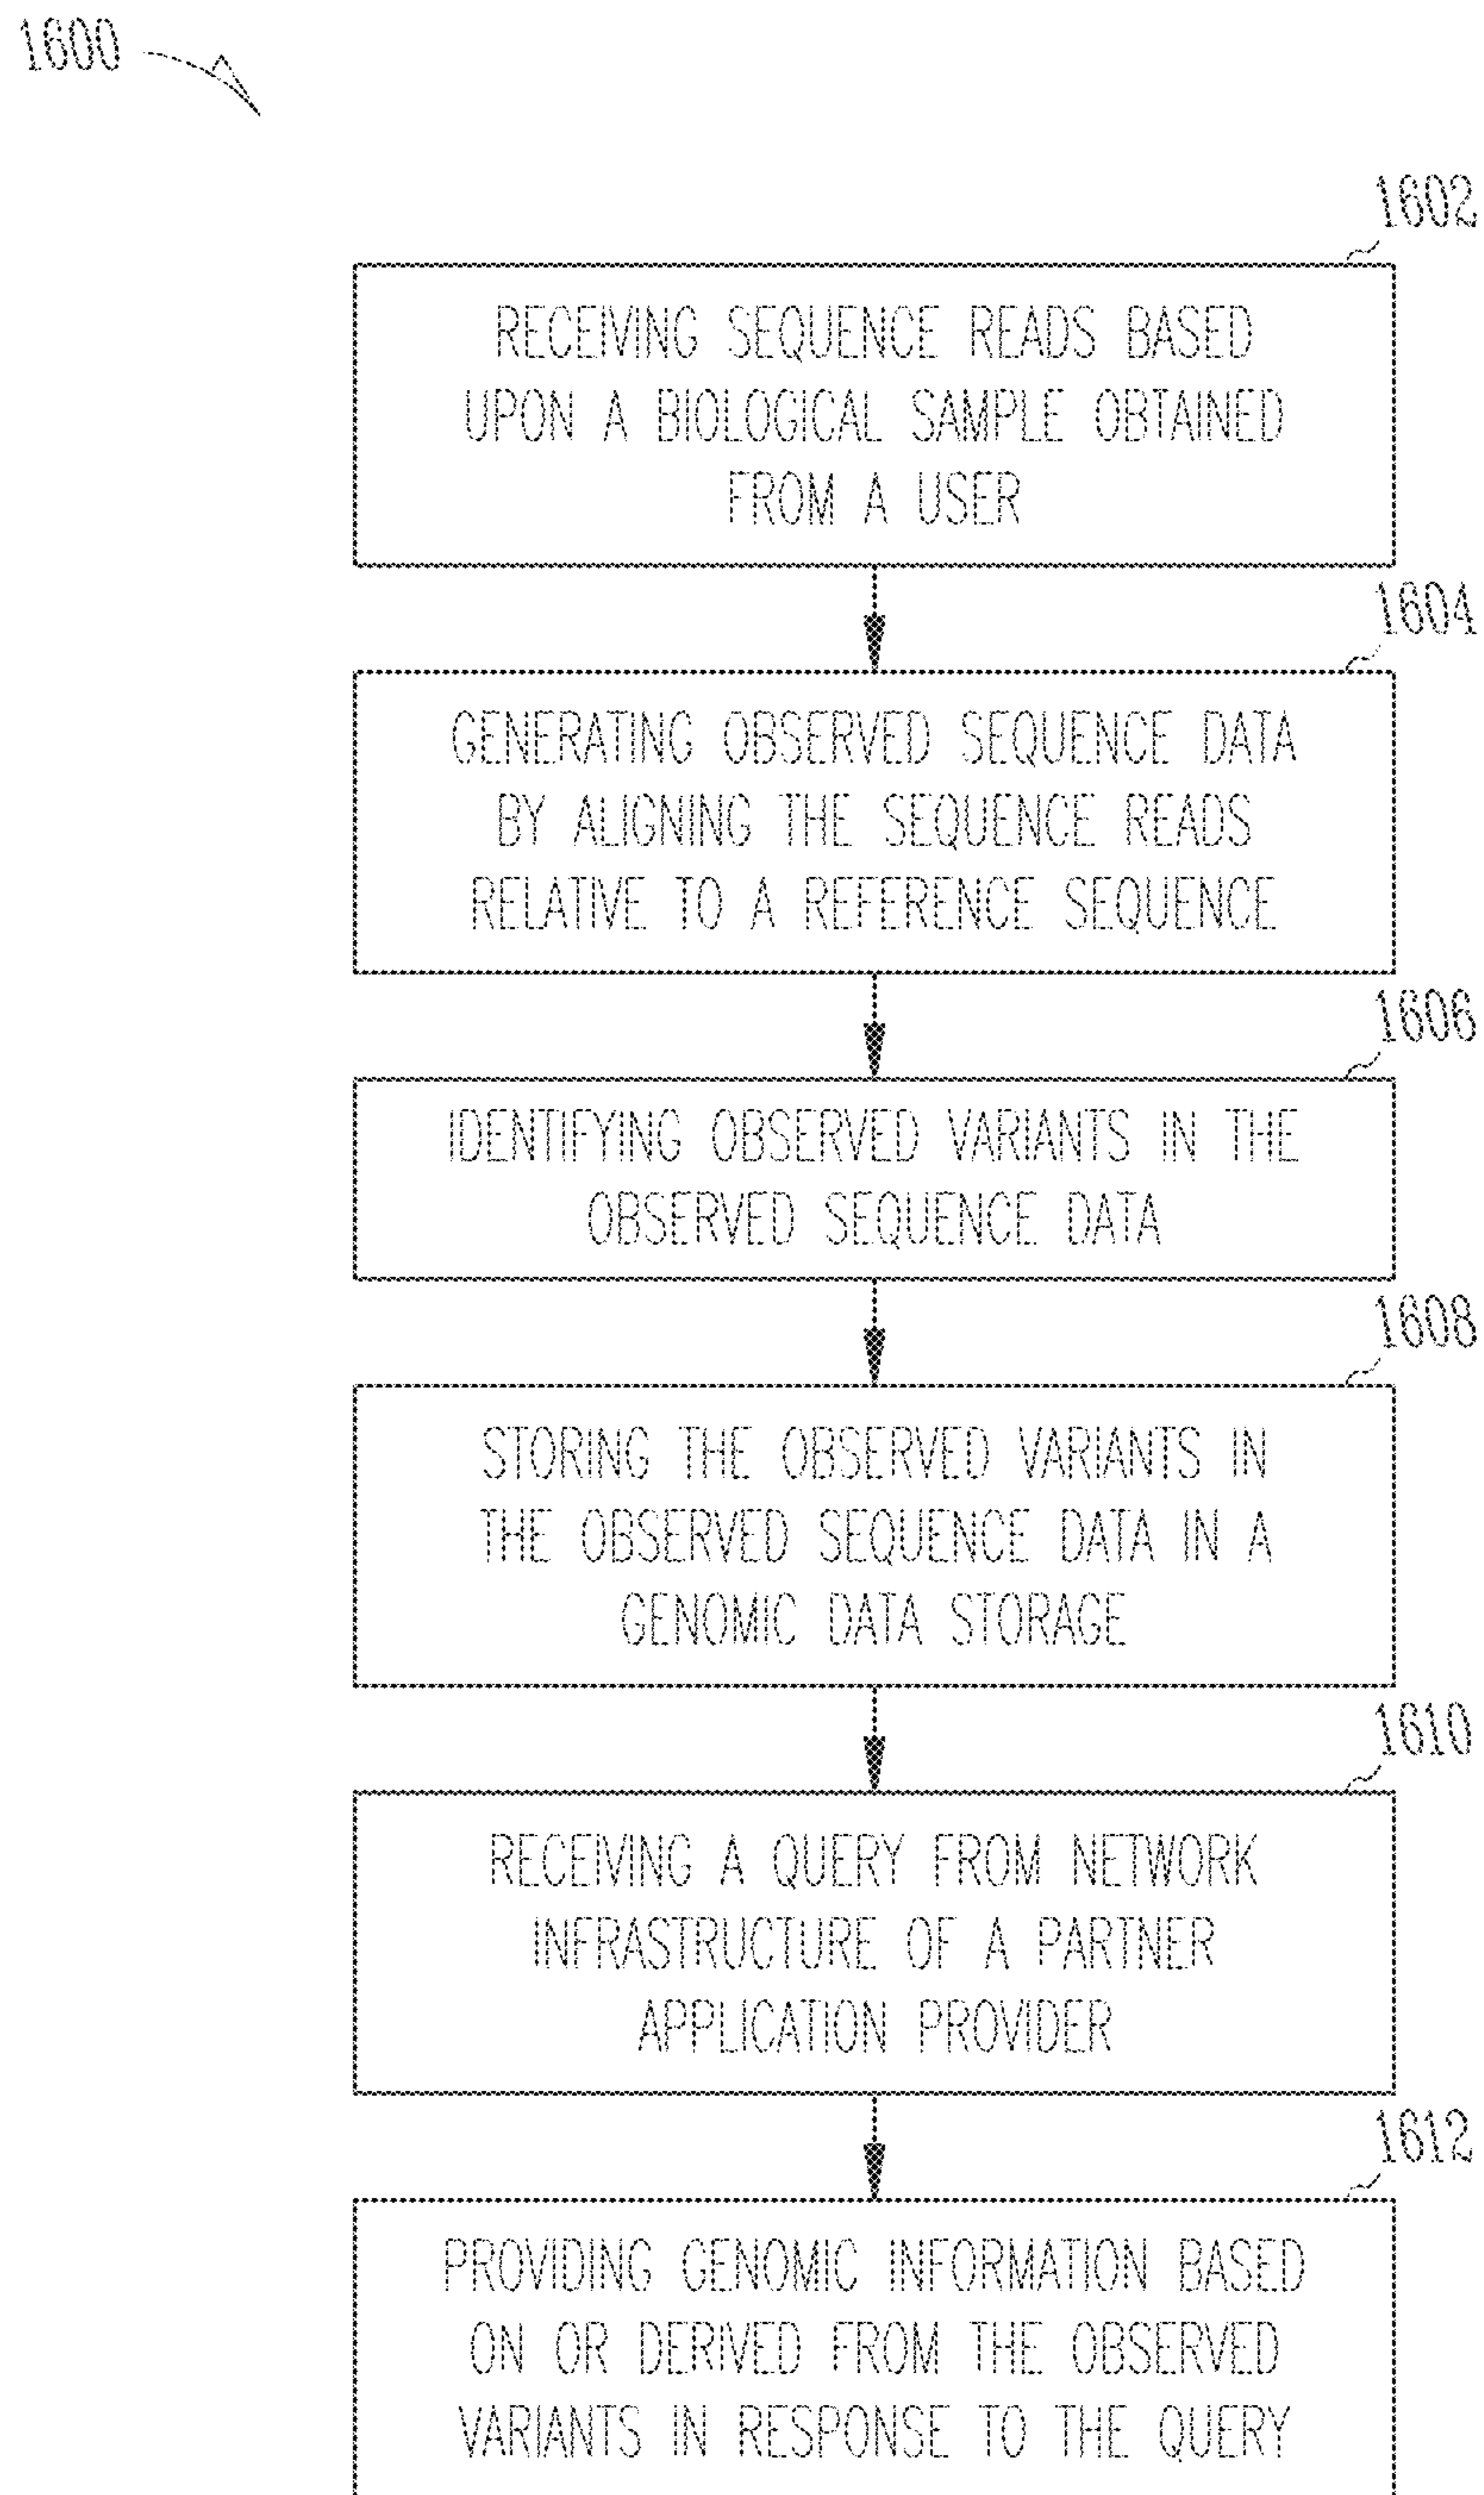 1600
1602
RECEIVING SEQUENCE READS BASED
UPON A BIOLOGICAL SAMPLE OBTAINED
FROM A USER
1604
GENERATING OBSERVED SEQUENCE DATA
BY ALIGNING THE SEQUENCE READS
RELATIVE TO A REFERENCE SEQUENCE
1606
IDENTIFYING OBSERVED VARIANTS IN THE
OBSERVED SEQUENCE DATA
1608
STORING THE OBSERVED VARIANTS IN
THE OBSERVED SEQUENCE DATA IN A
GENOMIC DATA STORAGE
1610
RECEIVING A QUERY FROM NETWORK
INFRASTRUCTURE OF A PARTNER
APPLICATION PROVIDER
1612
PROVIDING GENOMIC INFORMATION BASED
ON OR DERIVED FROM THE OBSERVED
VARIANTS IN RESPONSE TO THE QUERY